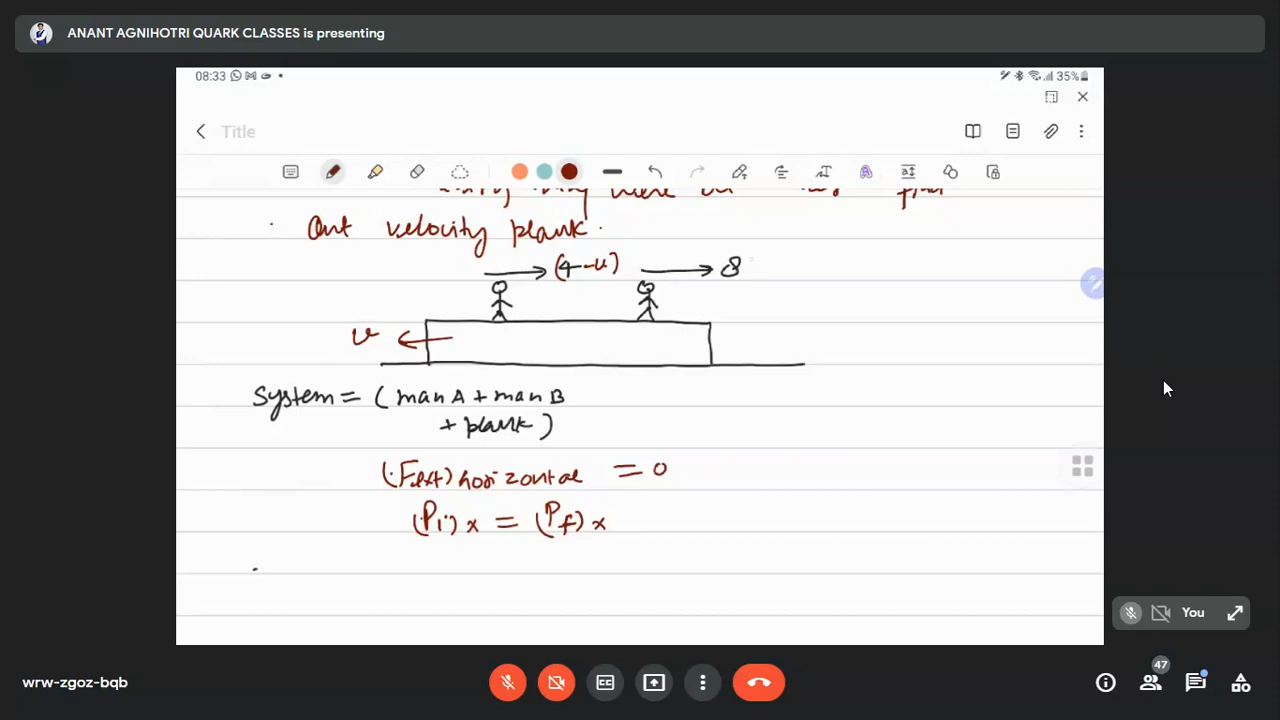 ANANT AGNIHOTRI QUARK CLASSES is presenting
08:33
35%
Title
Out velocity plank.
(4-v) 8
v
System = (man A + man B
+ plank)
(Fext) horizontal = 0
(Pi)x = (Pf)x
You
wrw-zgoz-bqb
47